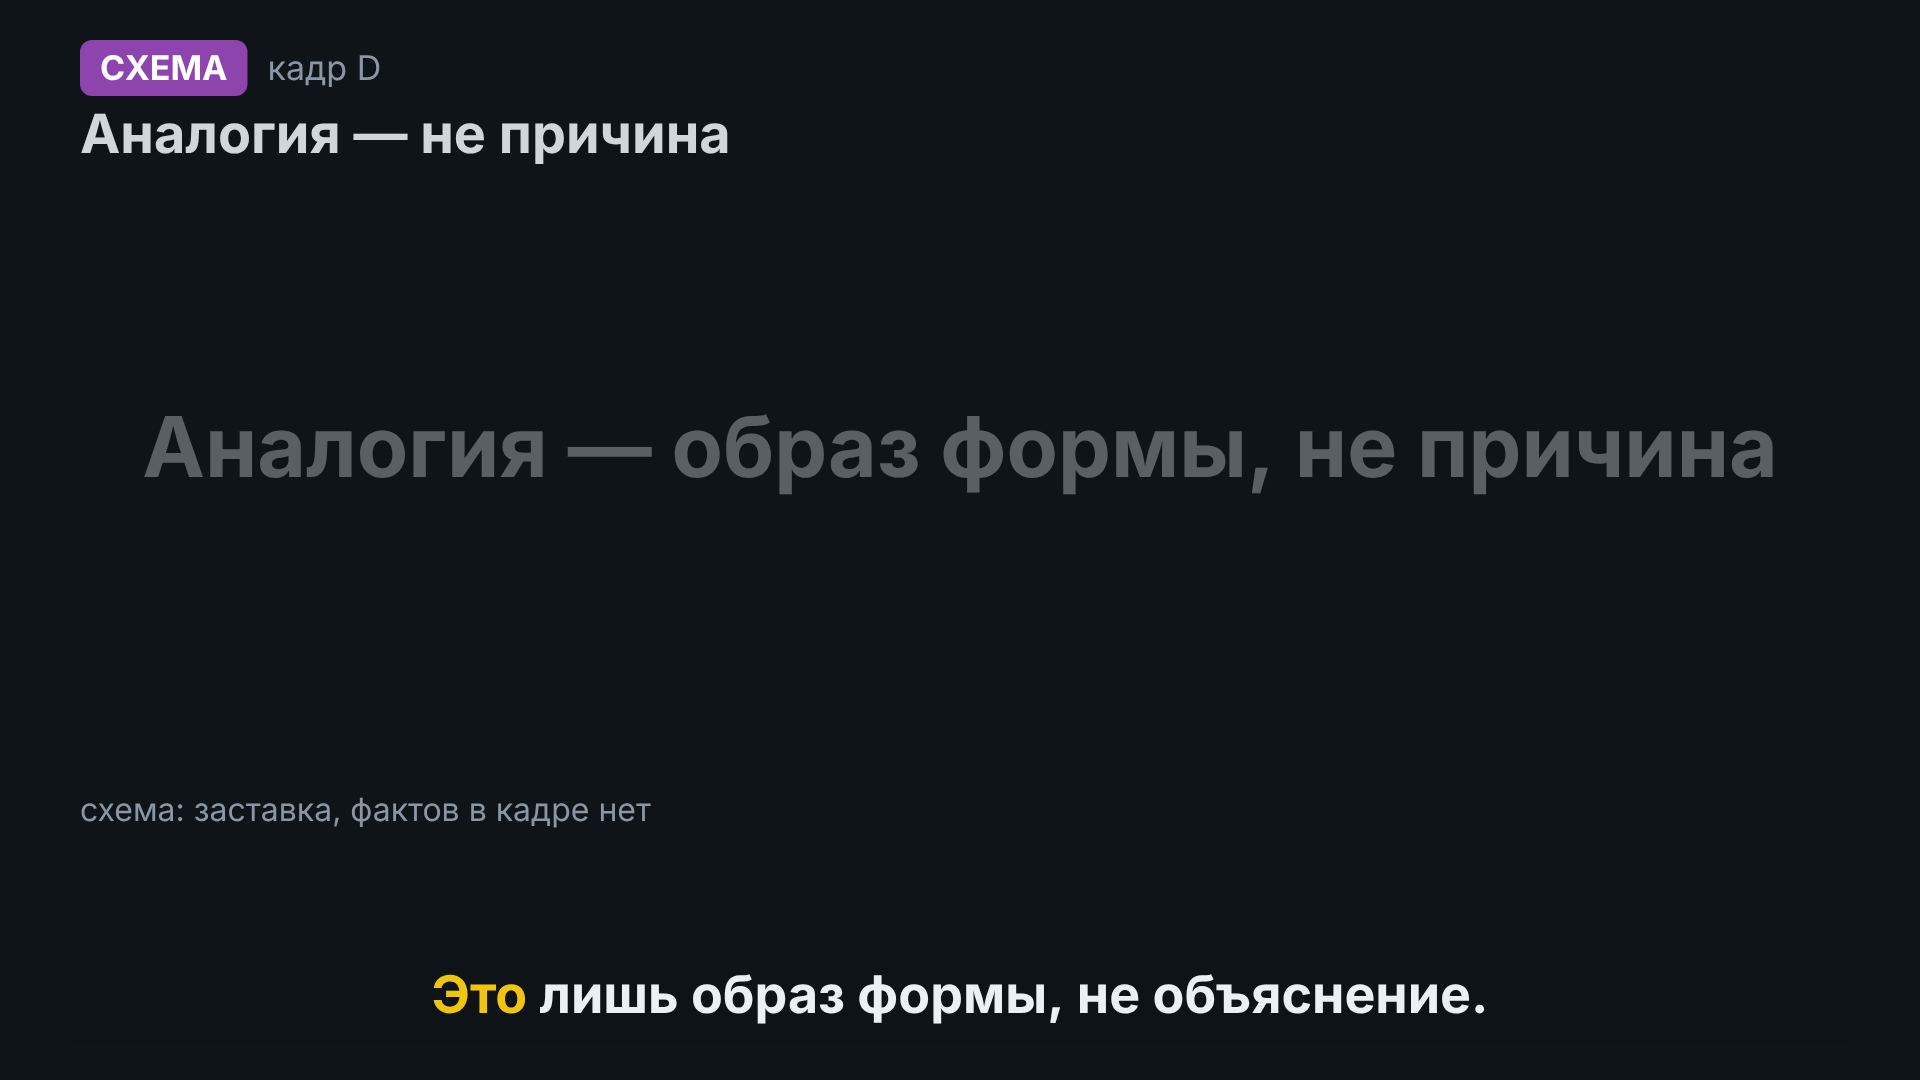 СХЕМА кадр D
Аналогия — не причина
Аналогия — образ формы, не причина
схема: заставка, фактов в кадре нет
Это лишь образ формы, не объяснение.